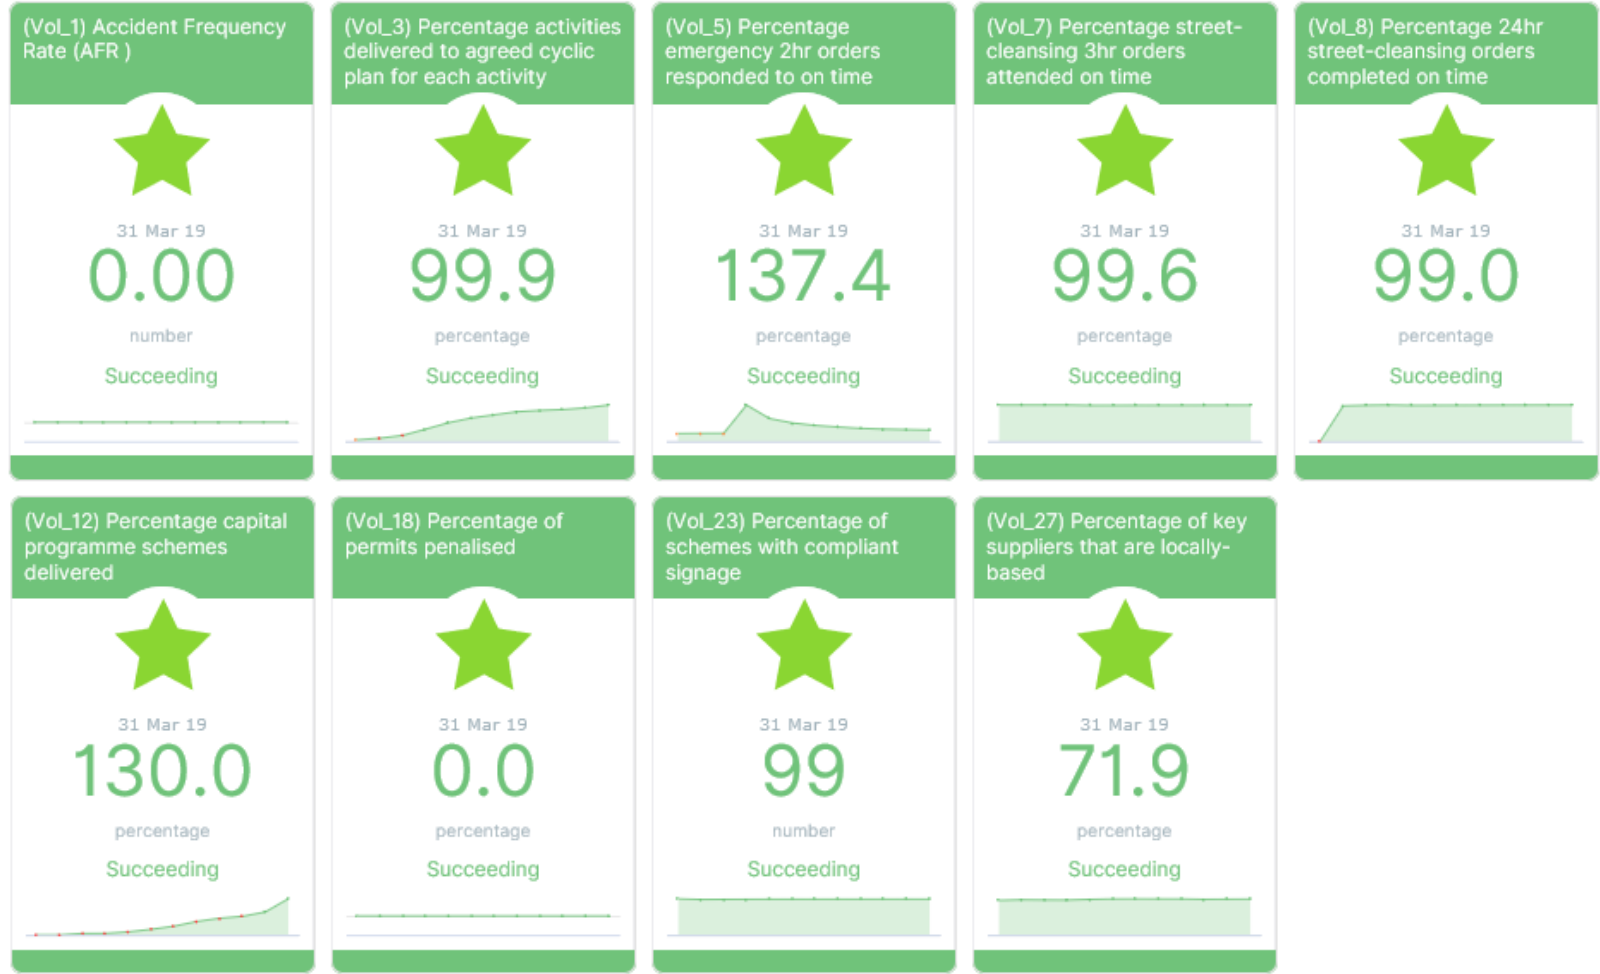 (Vol_1) Accident Frequency
Rate (AFR )
31 Mar 19
0.00
number
Succeeding
(Vol_3) Percentage activities
delivered to agreed cyclic
plan for each activity
31 Mar 19
99.9
percentage
Succeeding
(Vol_5) Percentage
emergency 2hr orders
responded to on time
31 Mar 19
137.4
percentage
Succeeding
(Vol_7) Percentage street-
cleansing 3hr orders
attended on time
31 Mar 19
99.6
percentage
Succeeding
(Vol_8) Percentage 24hr
street-cleansing orders
completed on time
31 Mar 19
99.0
percentage
Succeeding
(Vol_12) Percentage capital
programme schemes
delivered
31 Mar 19
130.0
percentage
Succeeding
(Vol_18) Percentage of
permits penalised
31 Mar 19
0.0
percentage
Succeeding
(Vol_23) Percentage of
schemes with compliant
signage
31 Mar 19
99
number
Succeeding
(Vol_27) Percentage of key
suppliers that are locally-
based
31 Mar 19
71.9
percentage
Succeeding